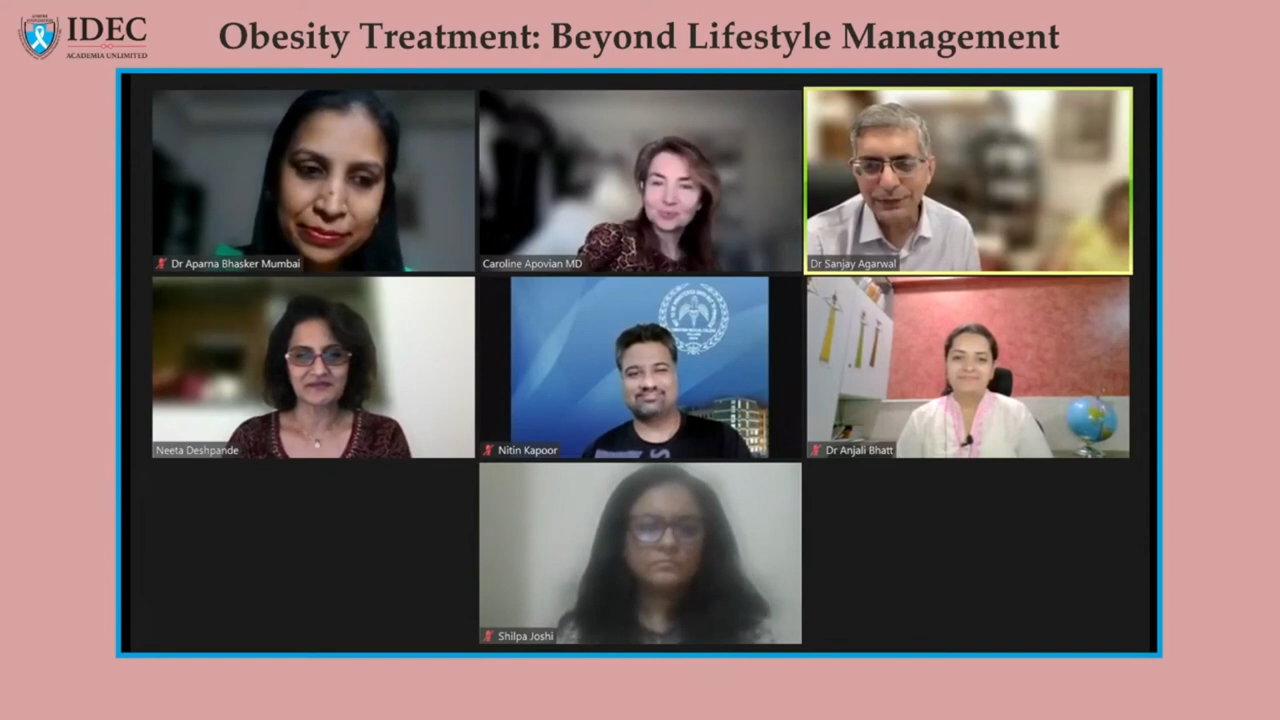 IDEC
ACADEMIA UNLIMITED
Obesity Treatment: Beyond Lifestyle Management
Dr Aparna Bhasker Mumbai
Caroline Apovian MD
Dr Sanjay Agarwal
Neeta Deshpande
Nitin Kapoor
Dr Anjali Bhatt
Shilpa Joshi